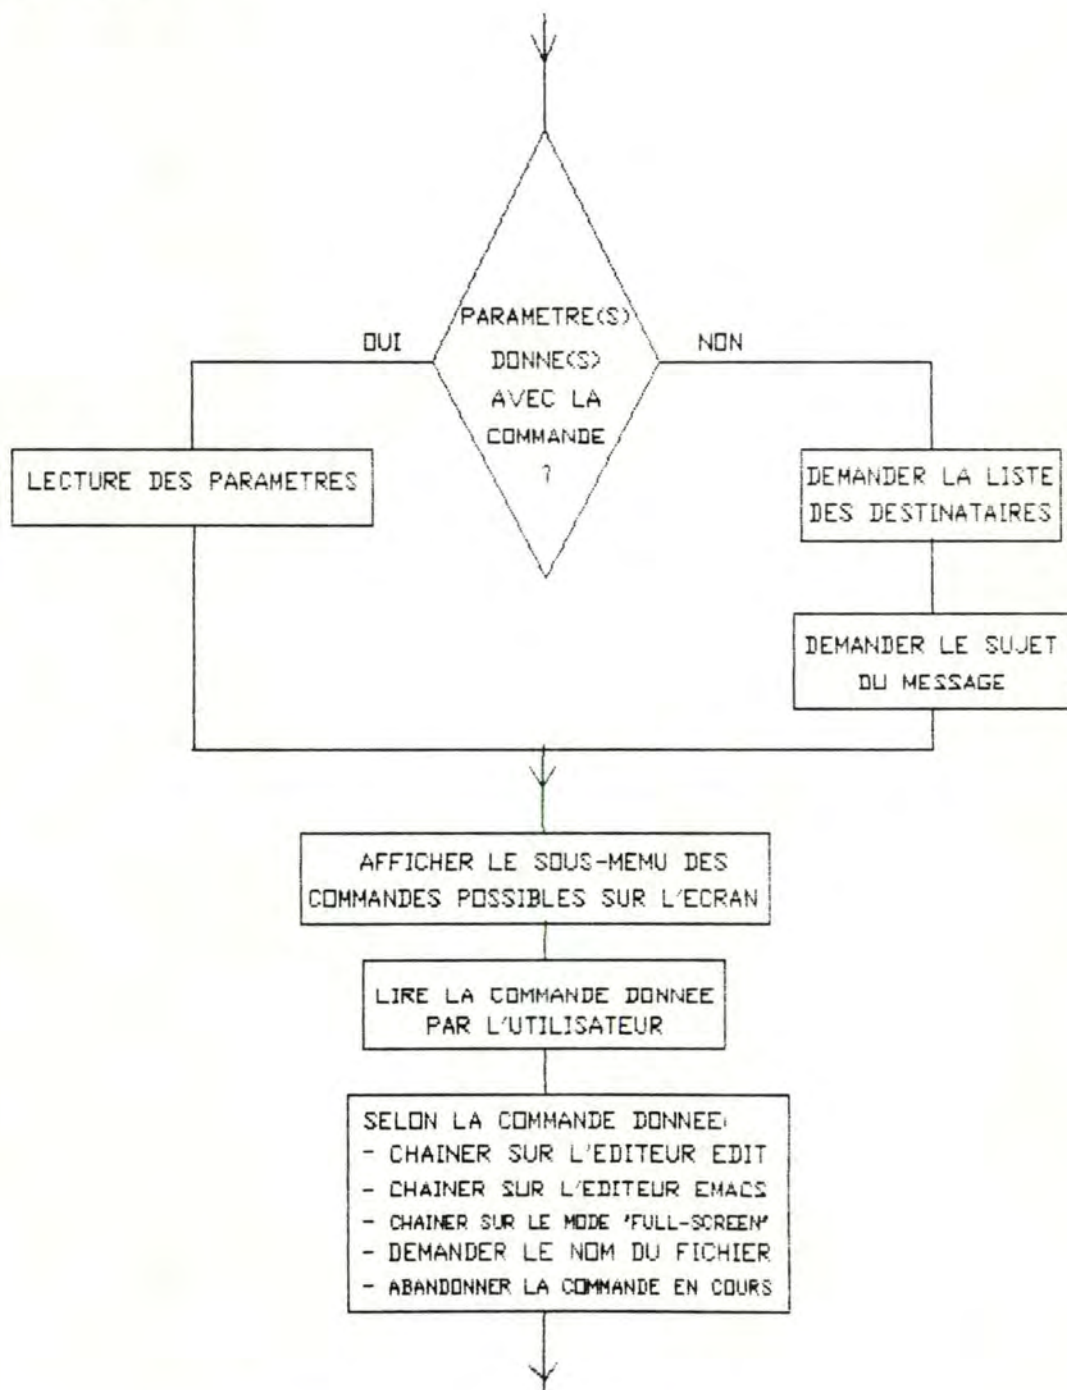 PARAMETRE(S)
DONNE(S)
AVEC LA
COMMANDE
?
OUI
NON
LECTURE DES PARAMETRES
DEMANDER LA LISTE
DES DESTINATAIRES
DEMANDER LE SUJET
DU MESSAGE
AFFICHER LE SOUS-MEMU DES
COMMANDES POSSIBLES SUR L'ECRAN
LIRE LA COMMANDE DONNEE
PAR L'UTILISATEUR
SELON LA COMMANDE DONNEE:
- CHAINER SUR L'EDITEUR EDIT
- CHAINER SUR L'EDITEUR EMACS
- CHAINER SUR LE MODE 'FULL-SCREEN'
- DEMANDER LE NOM DU FICHIER
- ABANDONNER LA COMMANDE EN COURS